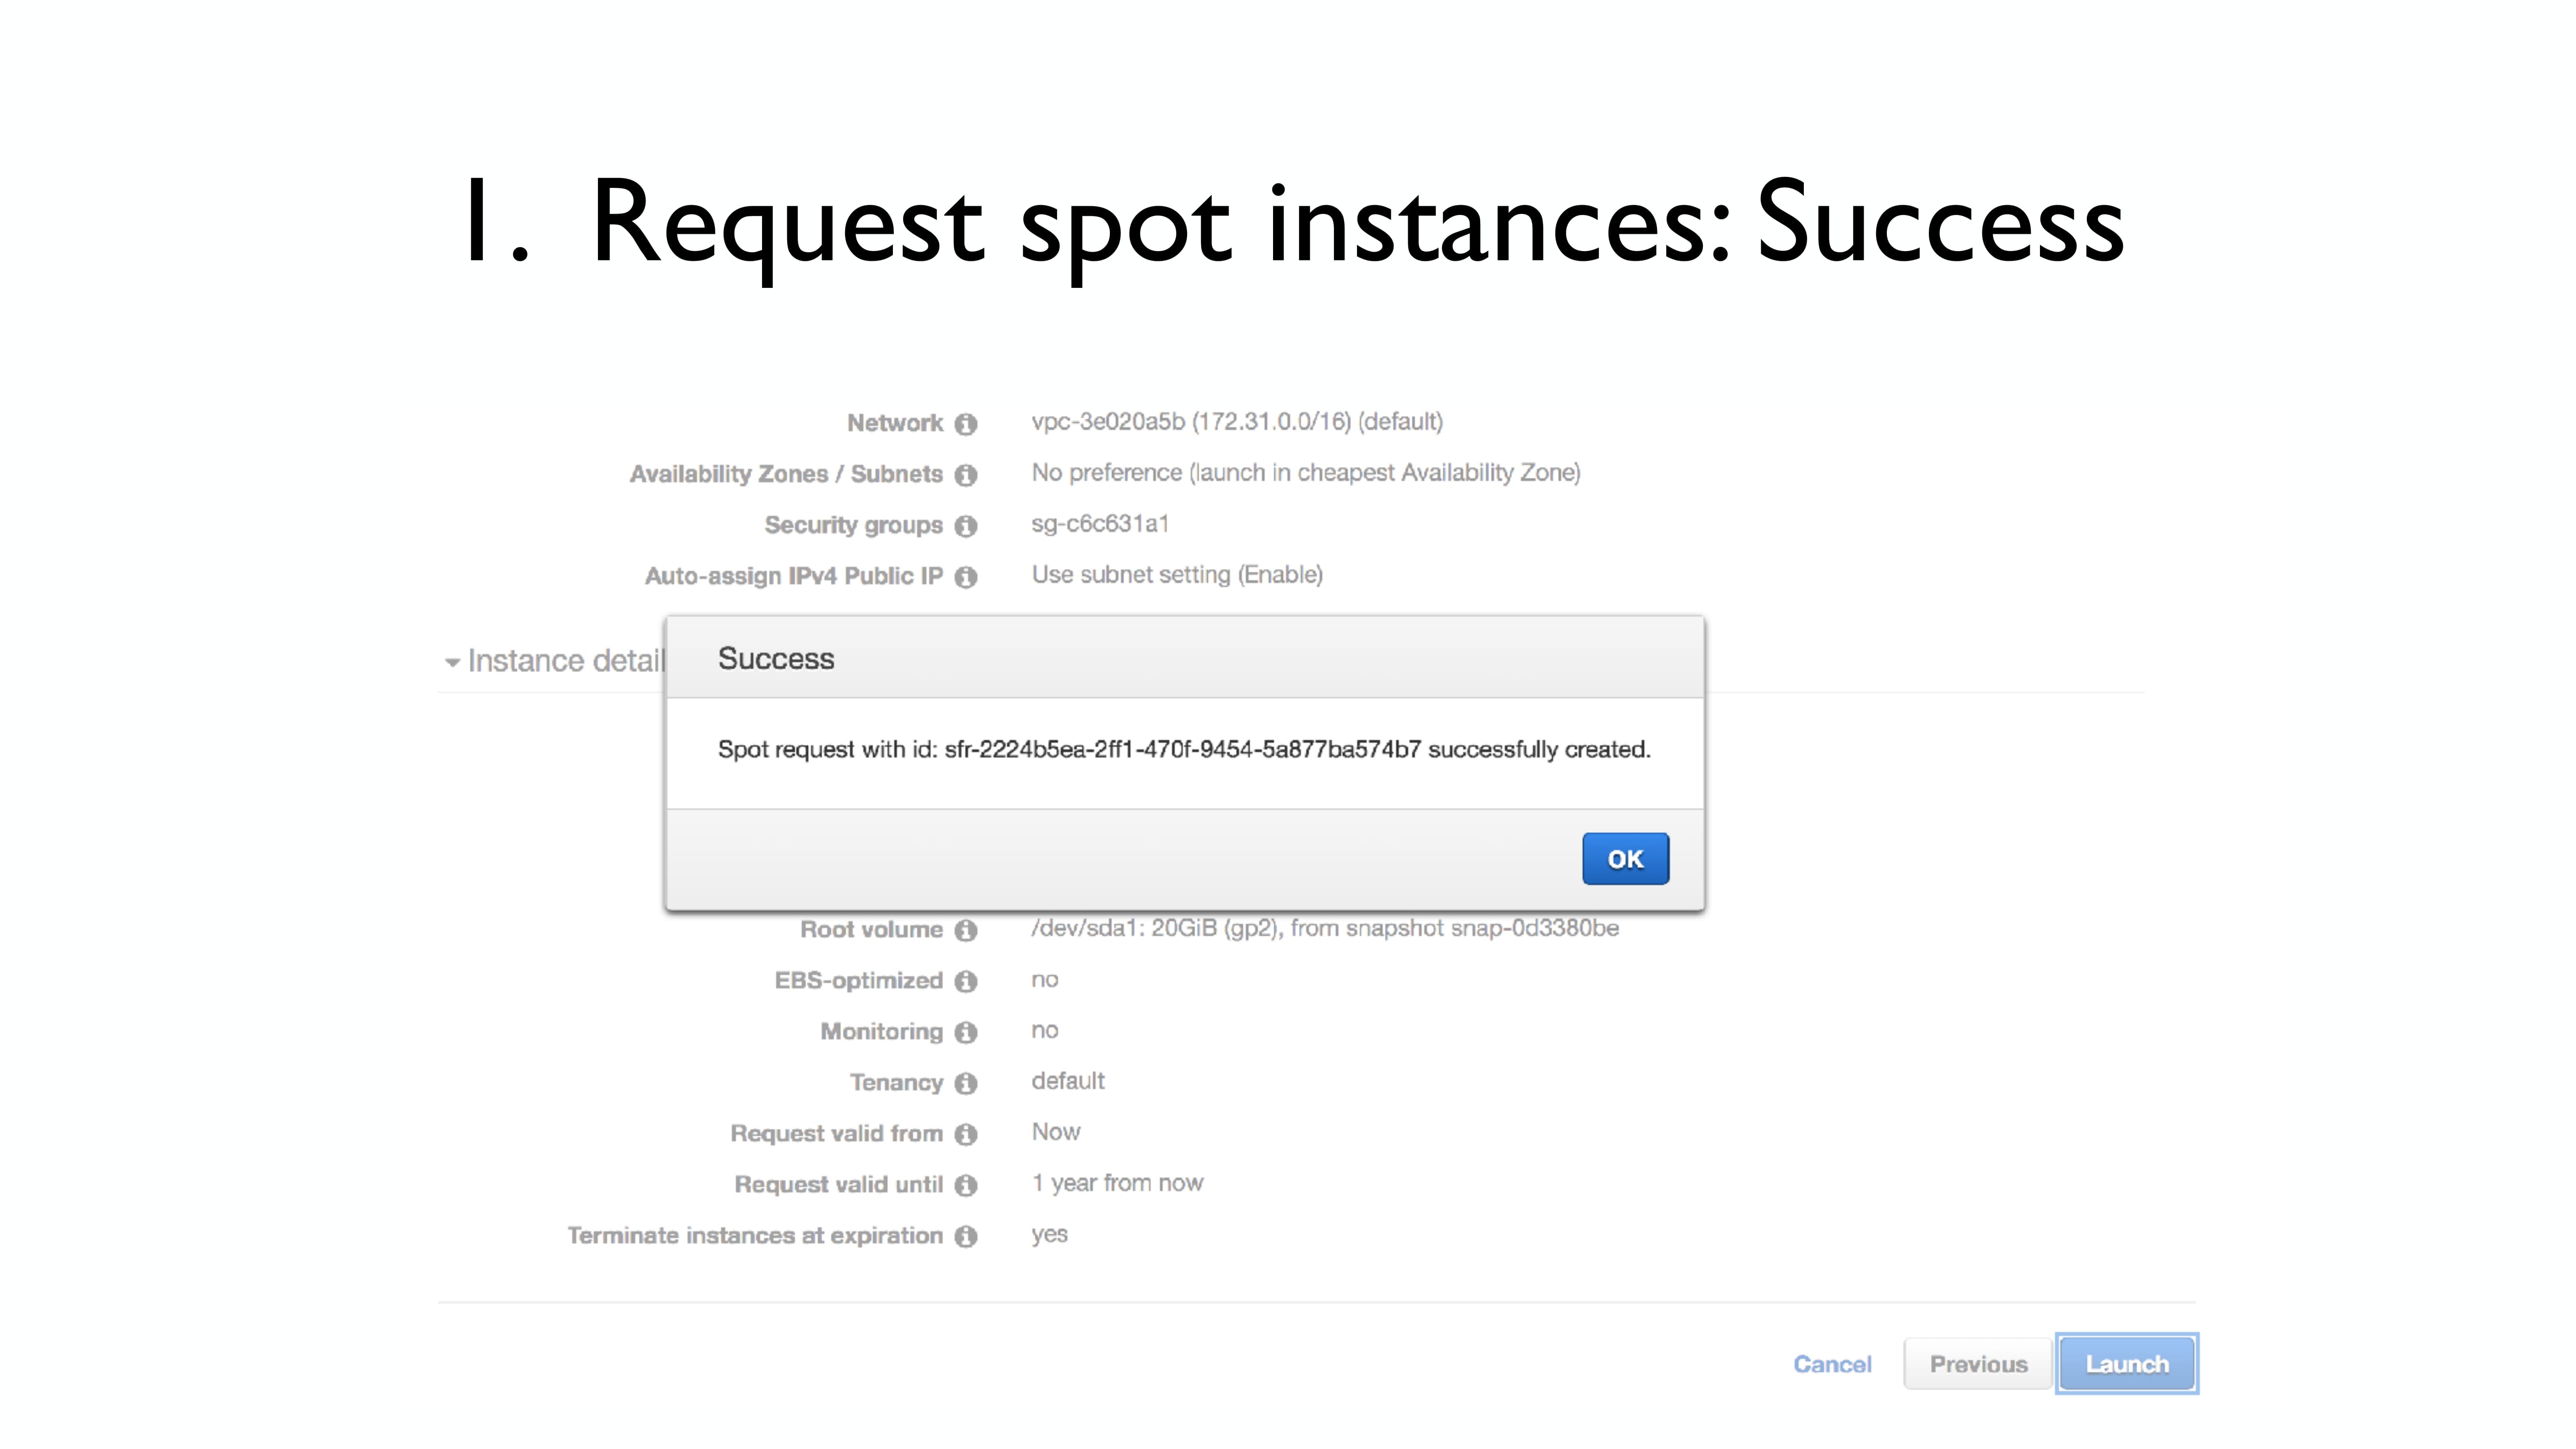 1. Request spot instances: Success
Network vpc-3e020a5b (172.31.0.0/16) (default)
Availability Zones / Subnets No preference (launch in cheapest Availability Zone)
Security groups sg-c6c631a1
Auto-assign IPv4 Public IP Use subnet setting (Enable)
Instance detail
Success
Spot request with id: sfr-2224b5ea-2ff1-470f-9454-5a877ba574b7 successfully created.
OK
Root volume /dev/sda1: 20GiB (gp2), from snapshot snap-0d3380be
EBS-optimized no
Monitoring no
Tenancy default
Request valid from Now
Request valid until 1 year from now
Terminate instances at expiration yes
Cancel Previous Launch